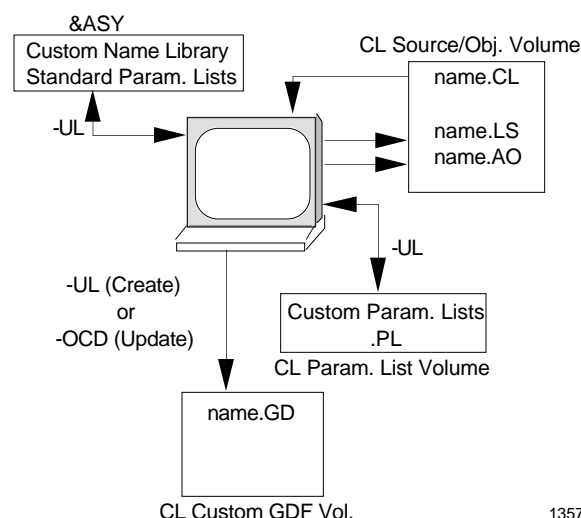 &ASY
Custom Name Library
Standard Param. Lists
CL Source/Obj. Volume
name.CL
name.LS
name.AO
-UL
-UL
-UL (Create)
or
-OCD (Update)
Custom Param. Lists
.PL
CL Param. List Volume
name.GD
CL Custom GDF Vol.
1357